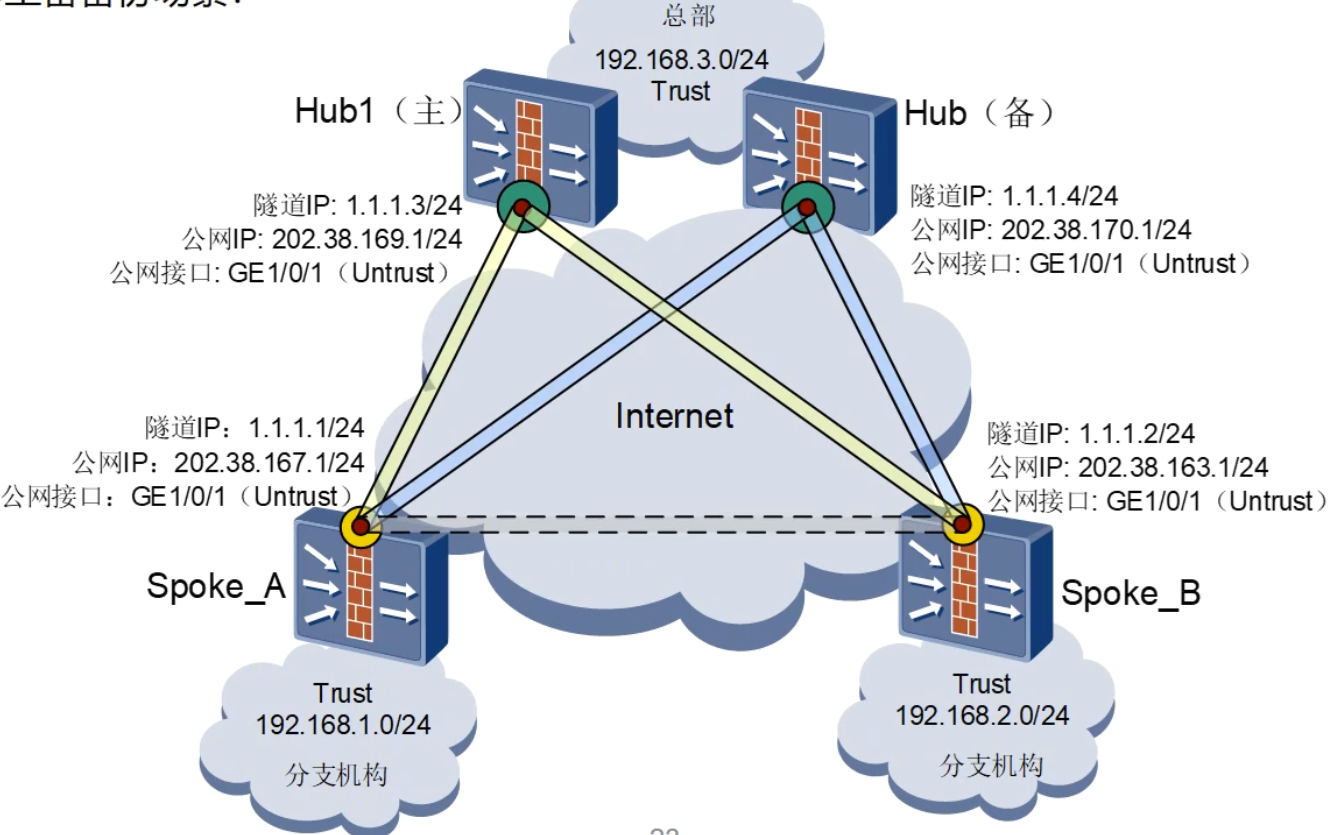 总部
192.168.3.0/24
Trust
Hub1（主）
Hub（备）
隧道IP: 1.1.1.3/24
公网IP: 202.38.169.1/24
公网接口: GE1/0/1（Untrust）
隧道IP: 1.1.1.4/24
公网IP: 202.38.170.1/24
公网接口: GE1/0/1（Untrust）
Internet
隧道IP：1.1.1.1/24
公网IP：202.38.167.1/24
公网接口：GE1/0/1（Untrust）
隧道IP: 1.1.1.2/24
公网IP: 202.38.163.1/24
公网接口: GE1/0/1（Untrust）
Spoke_A
Spoke_B
Trust
192.168.1.0/24
分支机构
Trust
192.168.2.0/24
分支机构